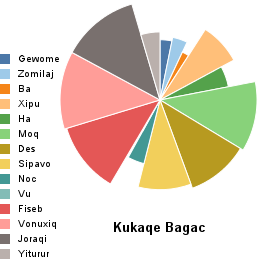 Gewome
Zomilaj
Ba
Xipu
Ha
Moq
Des
Sipavo
Noc
Vu
Fiseb
Vonuxiq
Joraqi
Yiturur
Kukaqe Bagac